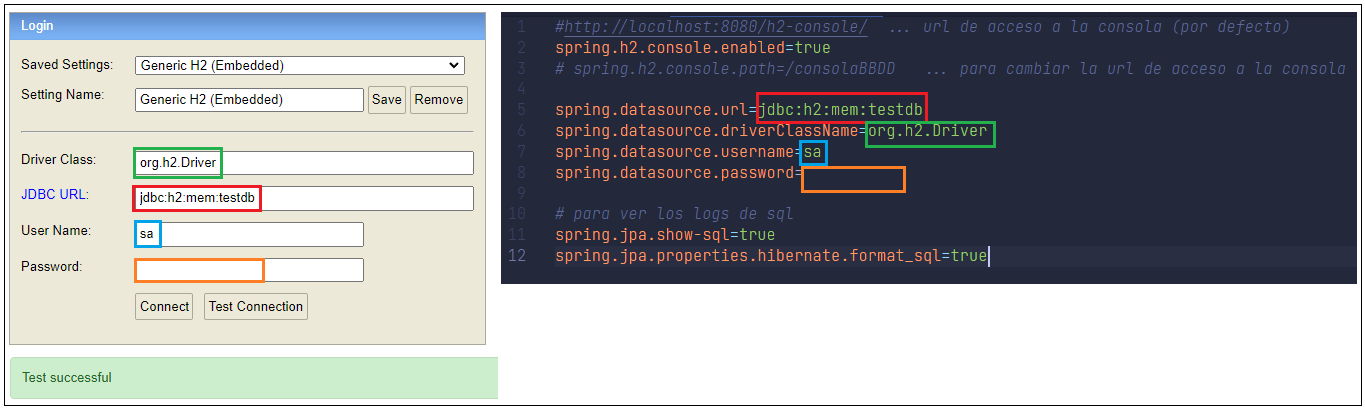 Login
Saved Settings: Generic H2 (Embedded)
Setting Name: Generic H2 (Embedded) Save Remove
Driver Class: org.h2.Driver
JDBC URL: jdbc:h2:mem:testdb
User Name: sa
Password:
Connect Test Connection
Test successful
1 #http://localhost:8080/h2-console/ ... url de acceso a la consola (por defecto)
2 spring.h2.console.enabled=true
3 # spring.h2.console.path=/consolaBBDD ... para cambiar la url de acceso a la consola
4
5 spring.datasource.url=jdbc:h2:mem:testdb
6 spring.datasource.driverClassName=org.h2.Driver
7 spring.datasource.username=sa
8 spring.datasource.password=
9
10 # para ver los logs de sql
11 spring.jpa.show-sql=true
12 spring.jpa.properties.hibernate.format_sql=true